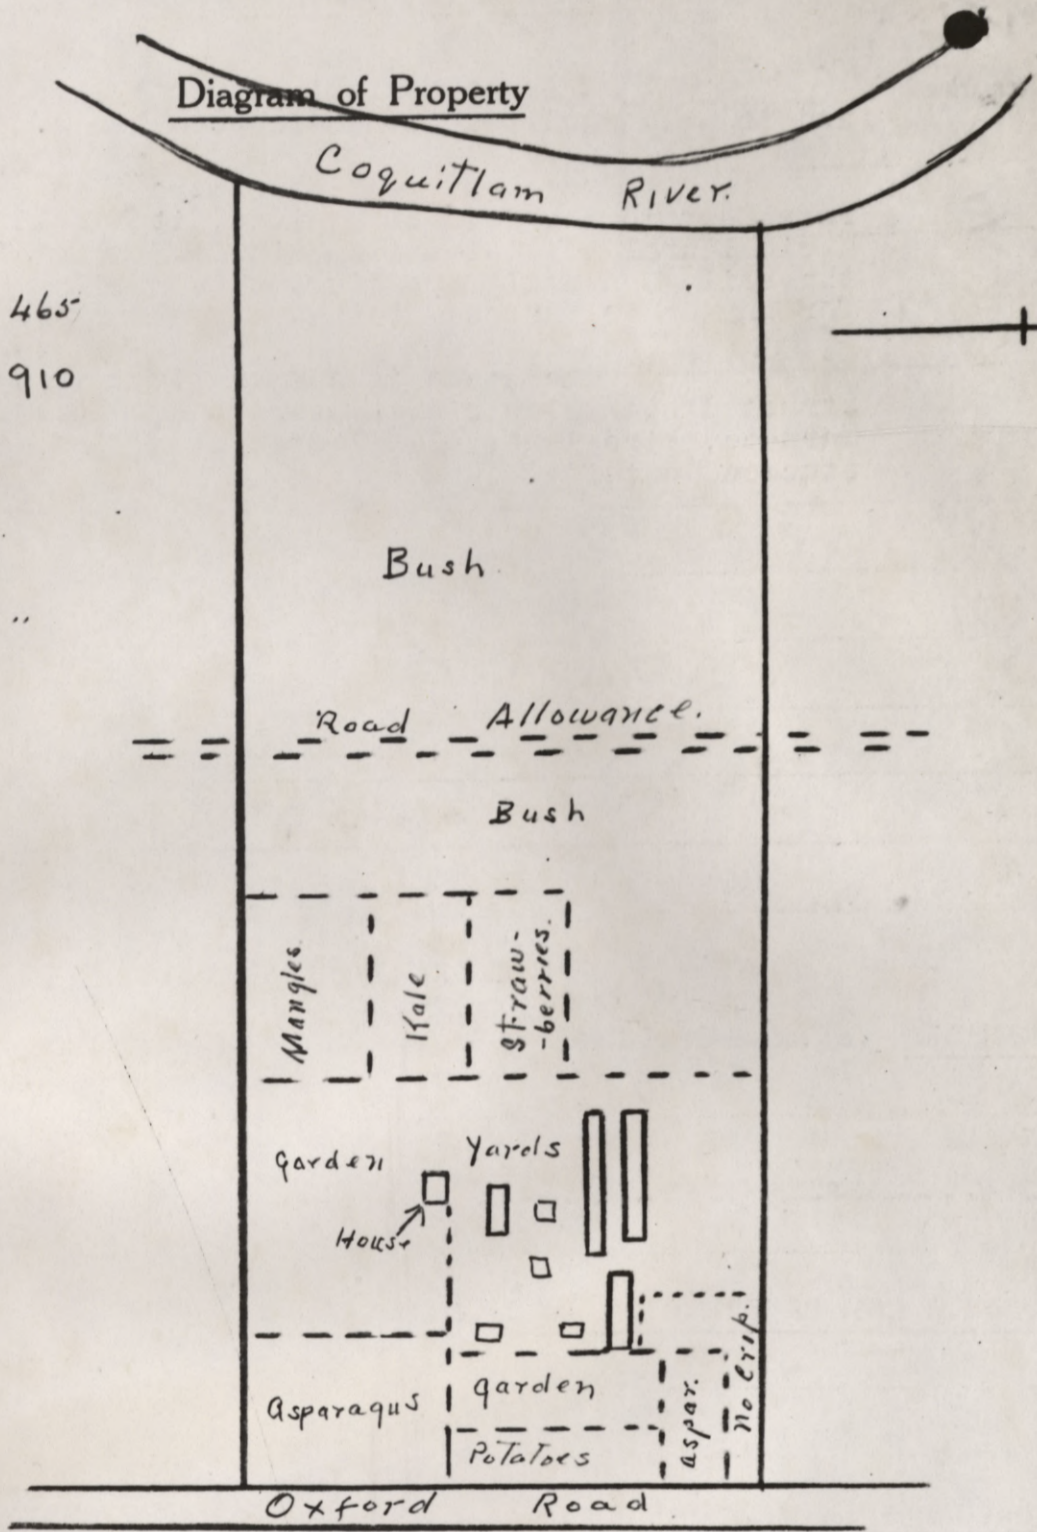 Diagram of Property
Coquitlam River.
465
910
Bush
Road Allowance.
Bush
Mangles
Kale
Straw-
-berries.
Garden
Yards
House
Asparagus
garden
Potatoes
aspar.
no crop.
Oxford Road